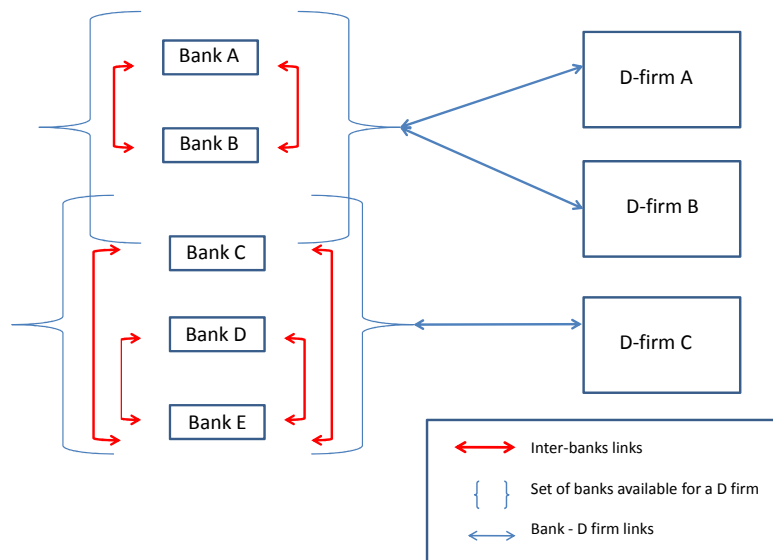 Bank A
Bank B
Bank C
Bank D
Bank E
D-firm A
D-firm B
D-firm C
Inter-banks links
Set of banks available for a D firm
Bank - D firm links